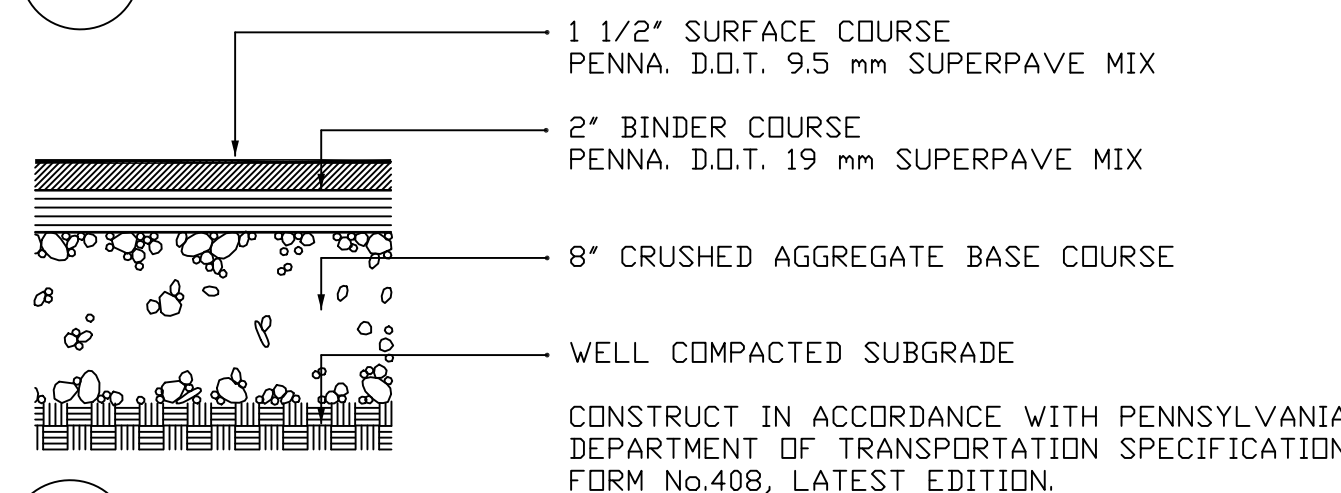 1 1/2" SURFACE COURSE
PENNA. D.O.T. 9.5 mm SUPERPAVE MIX
2" BINDER COURSE
PENNA. D.O.T. 19 mm SUPERPAVE MIX
8" CRUSHED AGGREGATE BASE COURSE
WELL COMPACTED SUBGRADE
CONSTRUCT IN ACCORDANCE WITH PENNSYLVANIA
DEPARTMENT OF TRANSPORTATION SPECIFICATION
FORM No.408, LATEST EDITION.